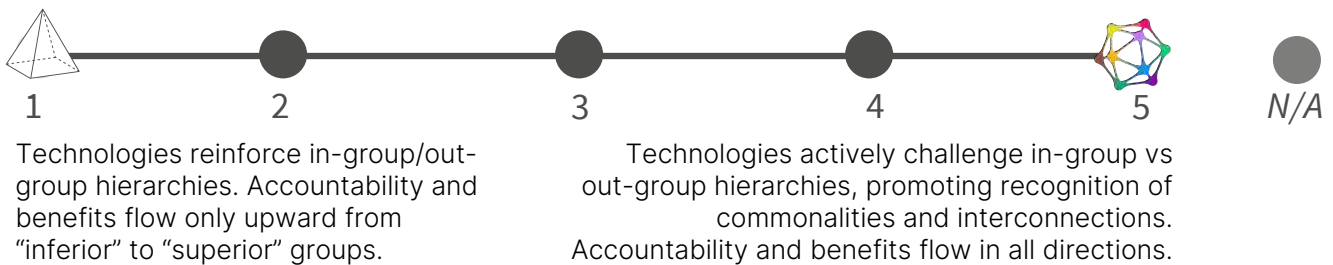 1
2
3
4
5
N/A
Technologies reinforce in-group/out-
group hierarchies. Accountability and
benefits flow only upward from
“inferior” to “superior” groups.
Technologies actively challenge in-group vs
out-group hierarchies, promoting recognition of
commonalities and interconnections.
Accountability and benefits flow in all directions.